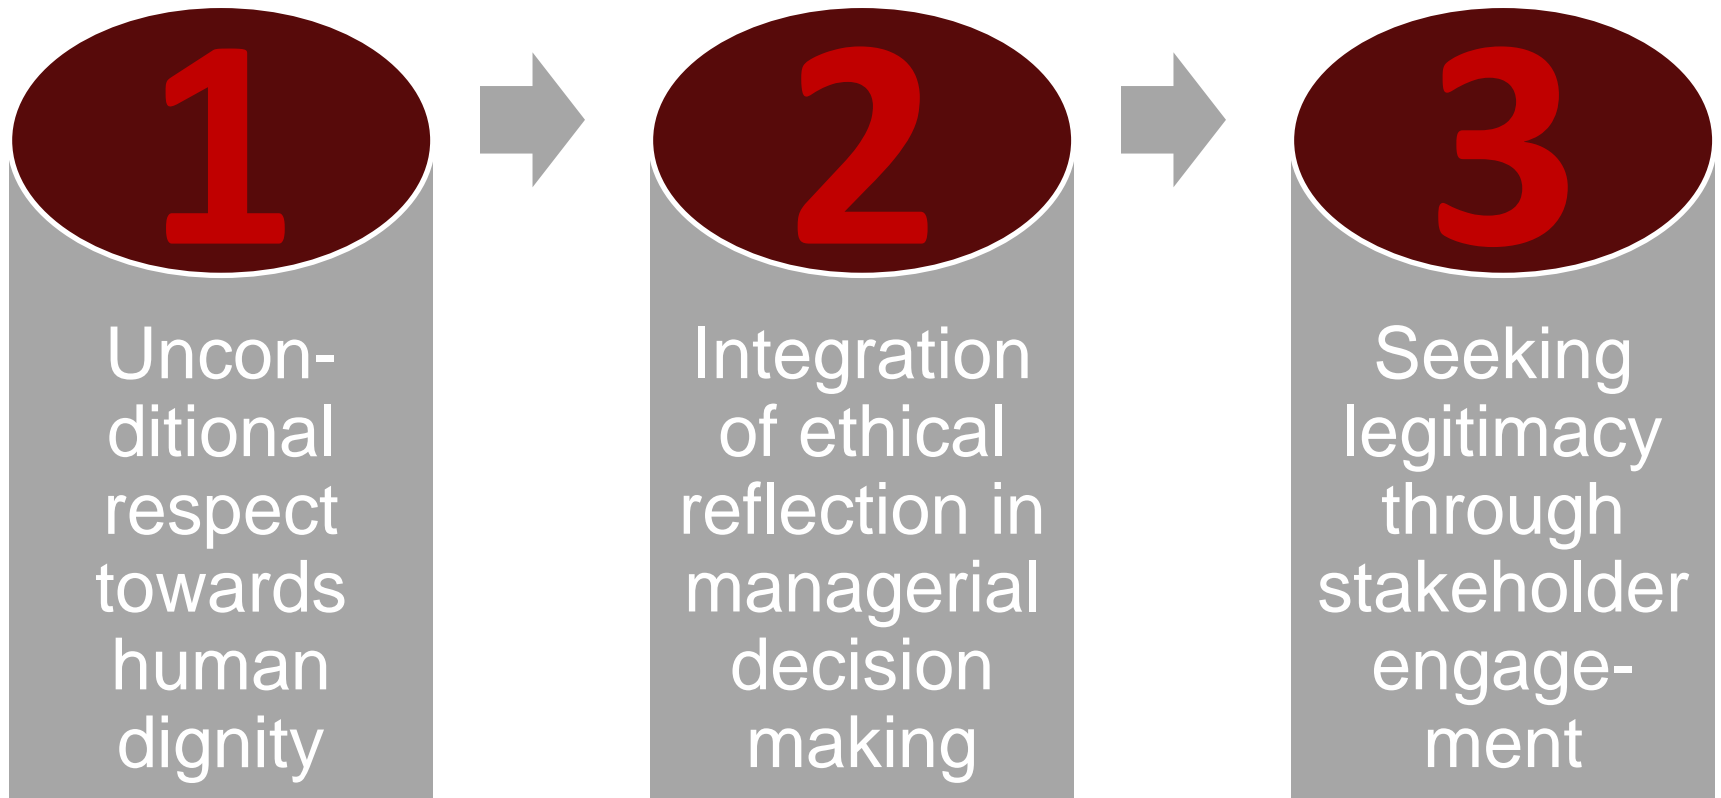 1
Uncon-
ditional
respect
towards
human
dignity
2
Integration
of ethical
reflection in
managerial
decision
making
3
Seeking
legitimacy
through
stakeholder
engage-
ment